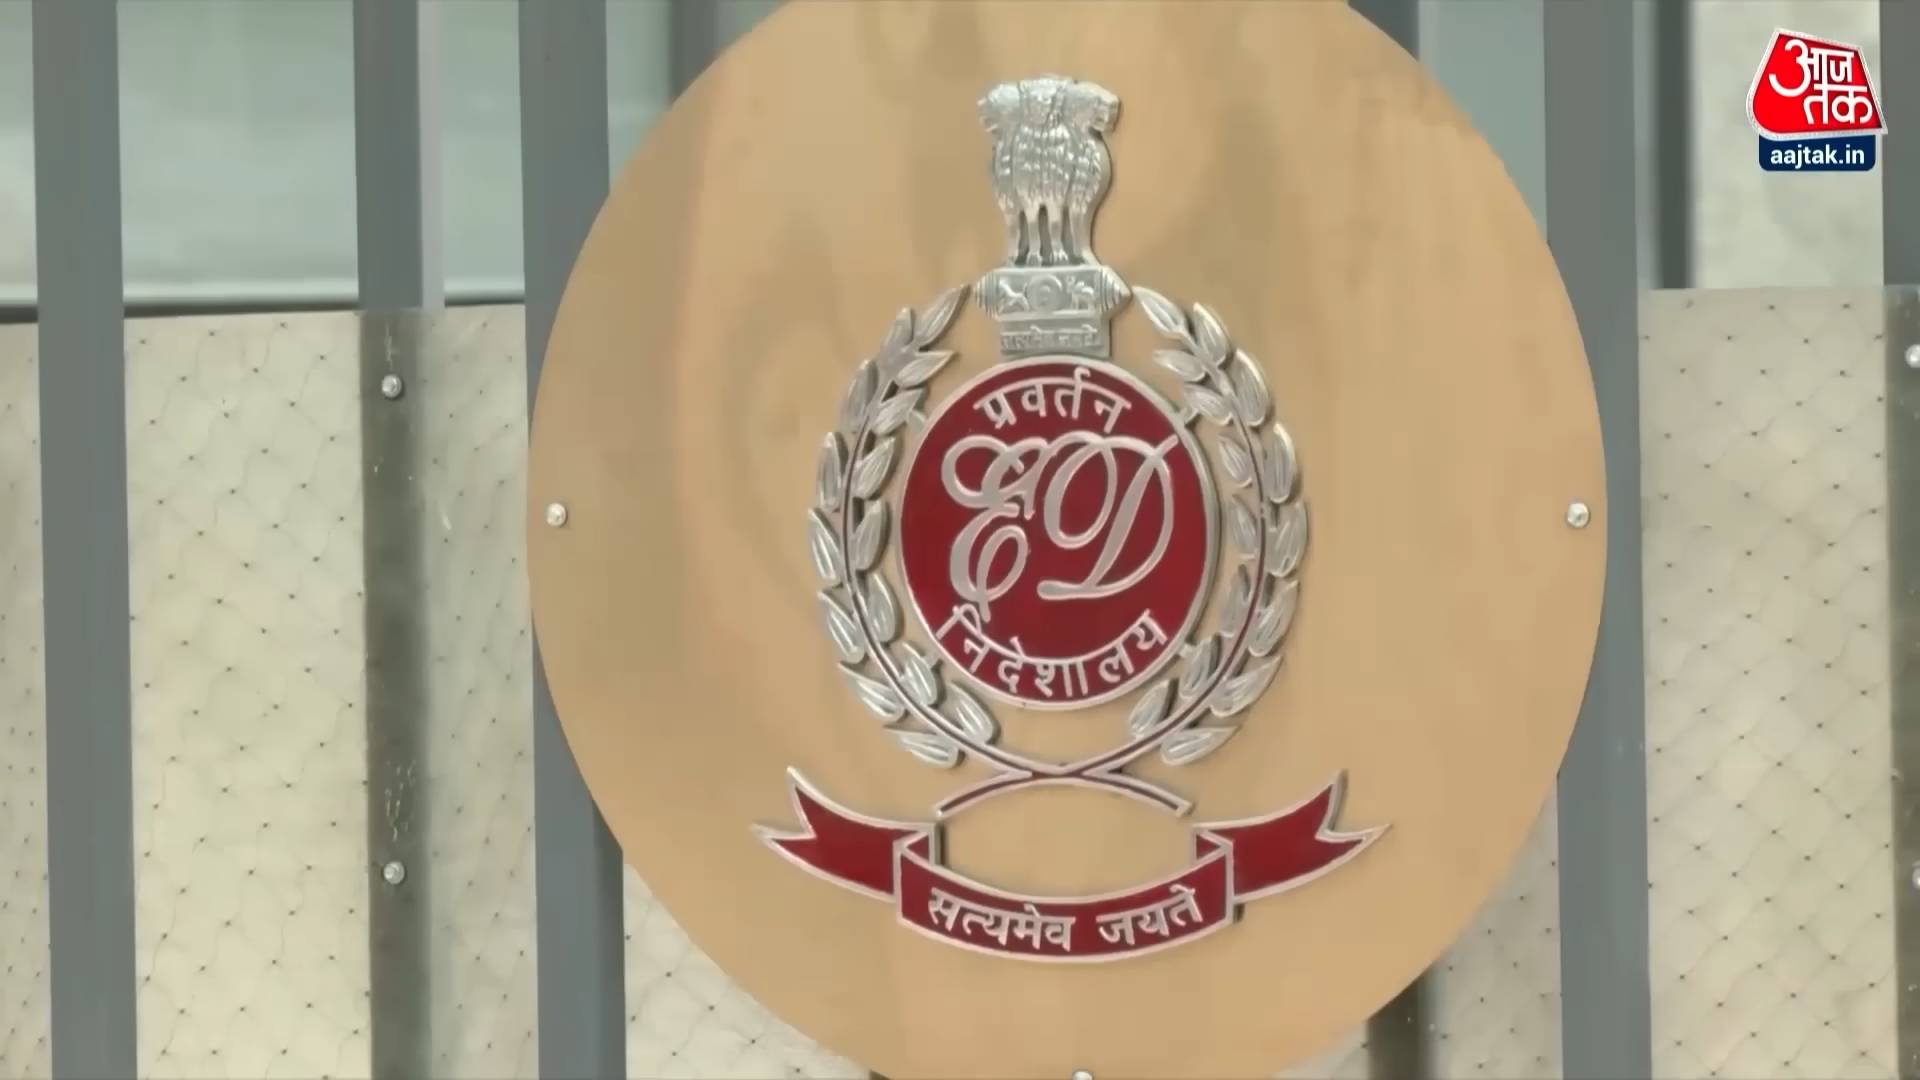 आज
तक
aajtak.in
प्रवर्तन
ED
निदेशालय
सत्यमेव जयते